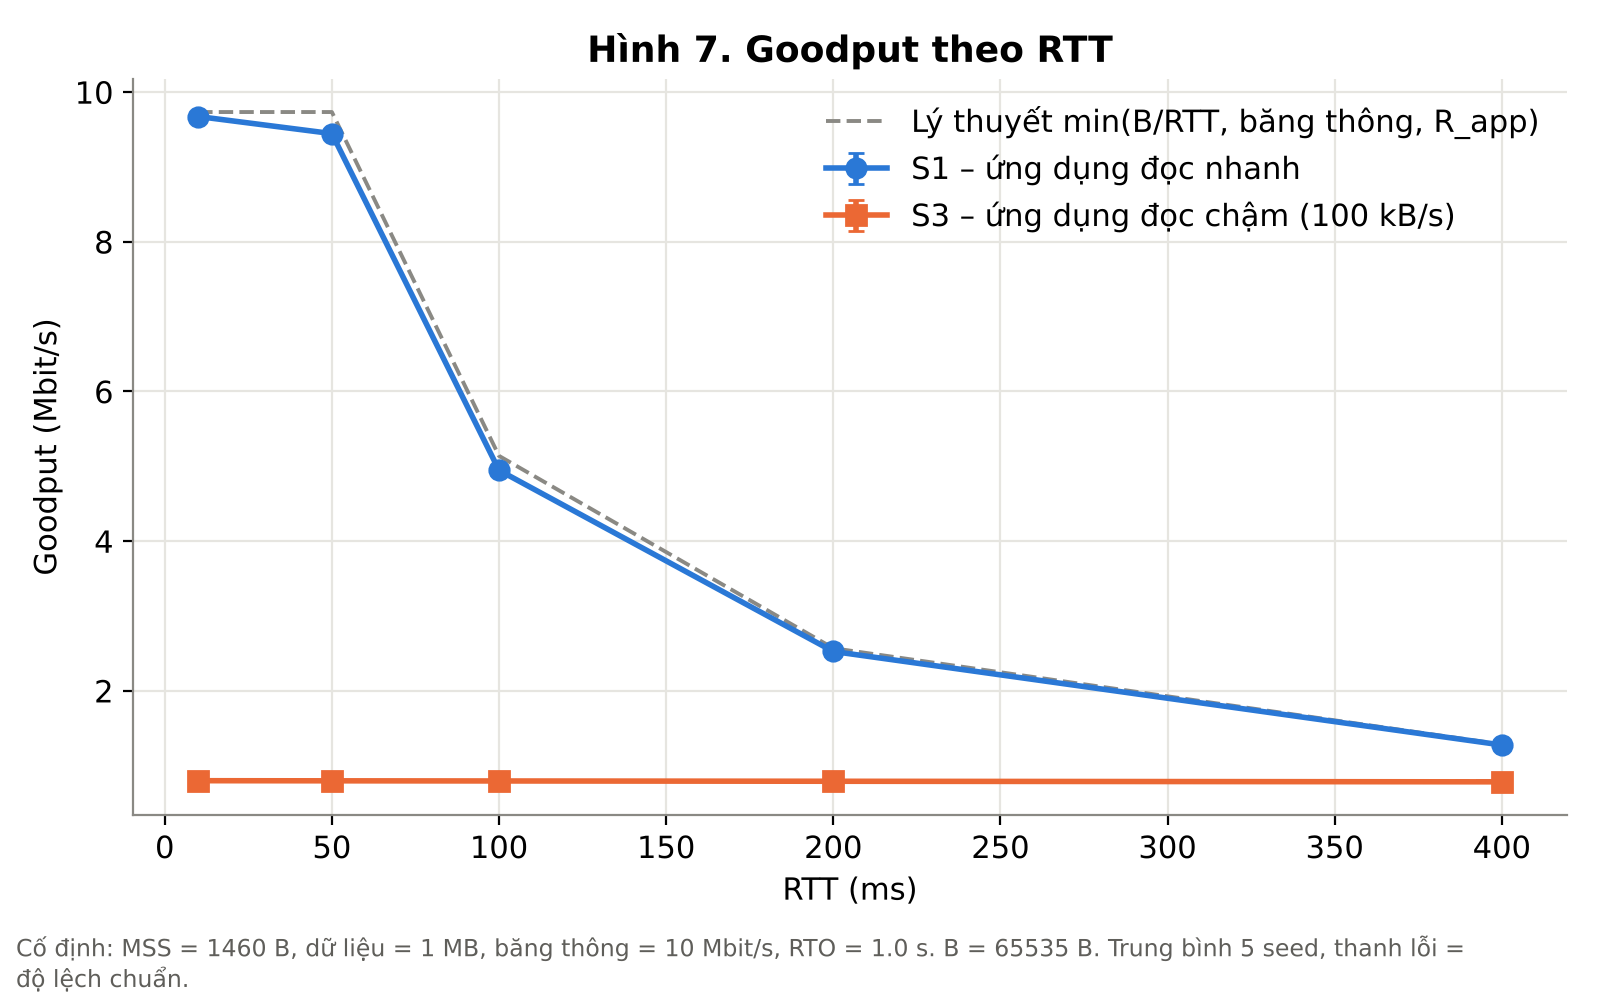 Hình 7. Goodput theo RTT
10
8
6
4
2
Goodput (Mbit/s)
Lý thuyết min(B/RTT, băng thông, R_app)
S1 – ứng dụng đọc nhanh
S3 – ứng dụng đọc chậm (100 kB/s)
0 50 100 150 200 250 300 350 400
RTT (ms)
Cố định: MSS = 1460 B, dữ liệu = 1 MB, băng thông = 10 Mbit/s, RTO = 1.0 s. B = 65535 B. Trung bình 5 seed, thanh lỗi =
độ lệch chuẩn.